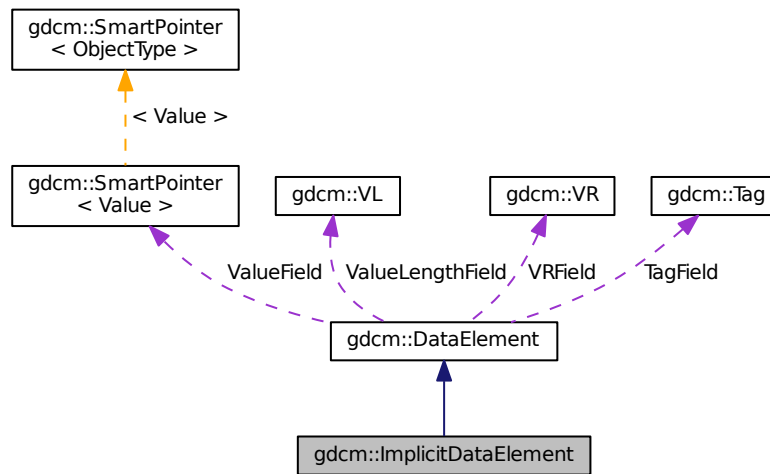 gdcm::SmartPointer
< ObjectType >
< Value >
gdcm::SmartPointer
< Value >
gdcm::VL
gdcm::VR
gdcm::Tag
ValueField
ValueLengthField
VRField
TagField
gdcm::DataElement
gdcm::ImplicitDataElement